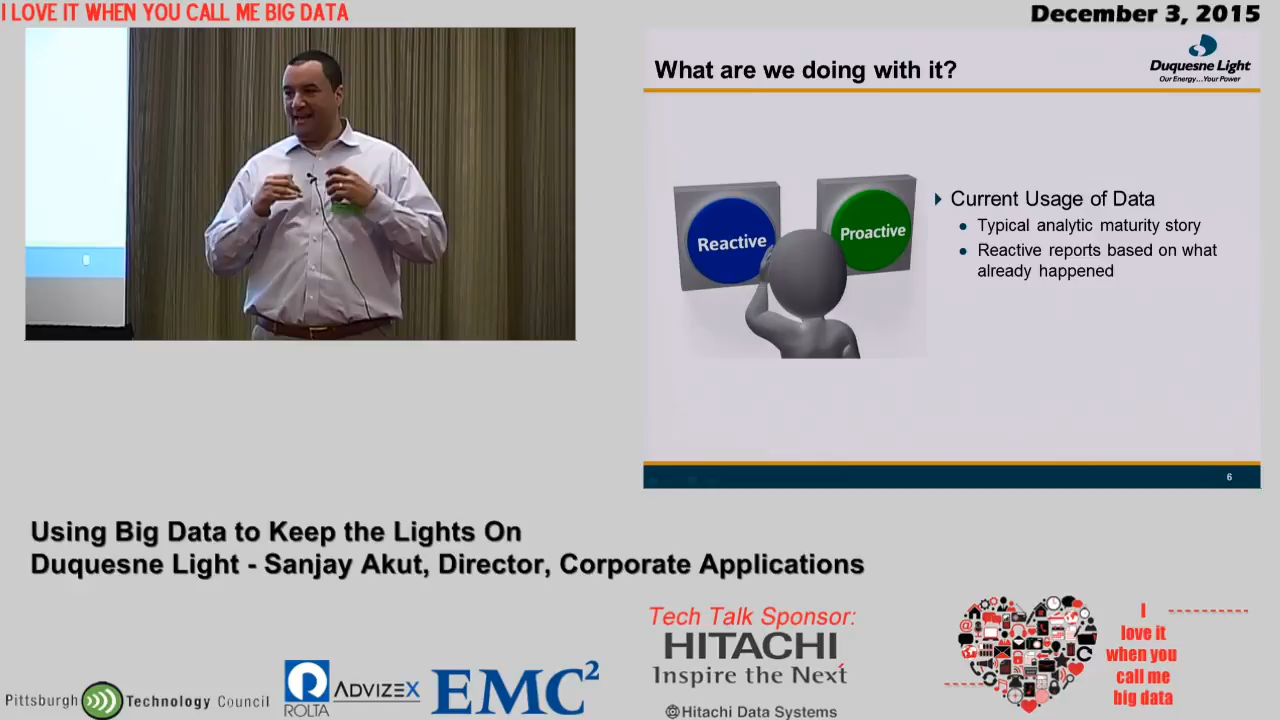 I LOVE IT WHEN YOU CALL ME BIG DATA
December 3, 2015
What are we doing with it?
Duquesne Light
Our Energy...Your Power
Reactive
Proactive
Current Usage of Data
Typical analytic maturity story
Reactive reports based on what
already happened
6
Using Big Data to Keep the Lights On
Duquesne Light - Sanjay Akut, Director, Corporate Applications
Tech Talk Sponsor:
HITACHI
Inspire the Next
Hitachi Data Systems
Pittsburgh Technology Council
ROLTA
ADVIZEX
EMC²
I
love it
when you
call me
big data